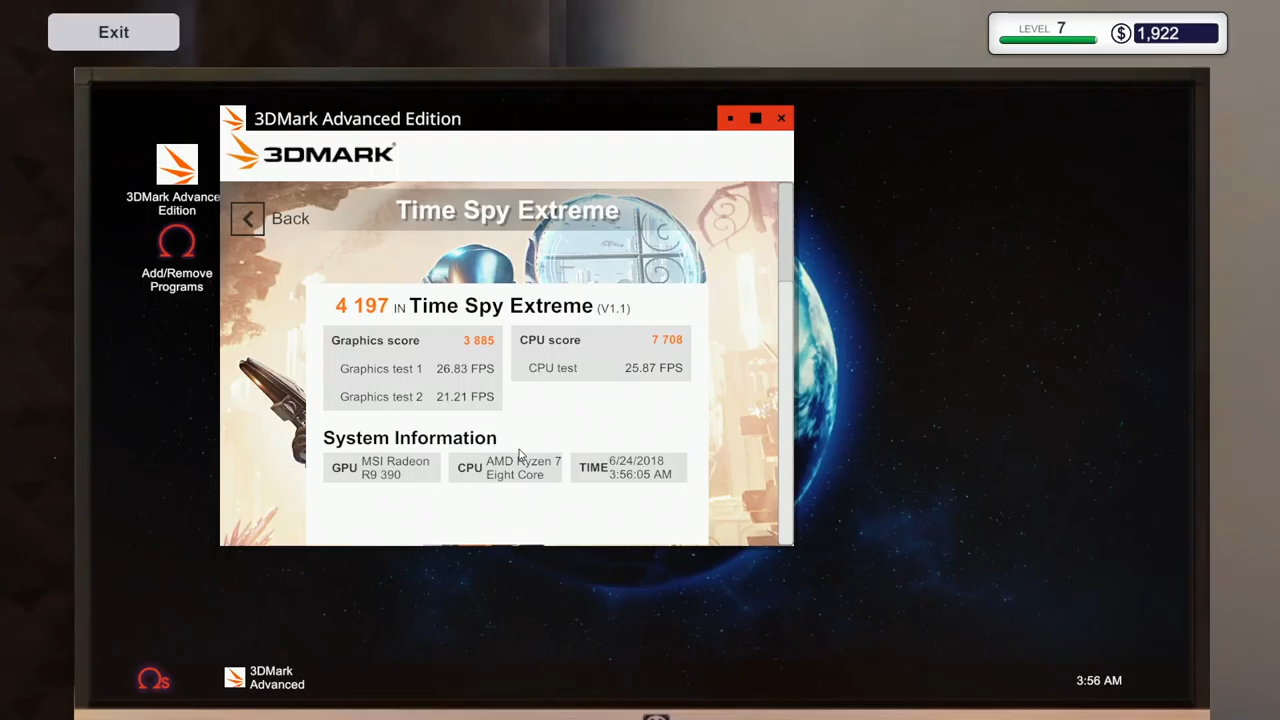 Exit
LEVEL 7
$ 1,922
3DMark Advanced Edition
3DMARK
3DMark Advance
Edition
Back
Time Spy Extreme
Add/Remove
Programs
4 197 IN Time Spy Extreme (V1.1)
Graphics score 3 885
Graphics test 1 26.83 FPS
Graphics test 2 21.21 FPS
CPU score 7 708
CPU test 25.87 FPS
System Information
GPU MSI Radeon
R9 390
CPU AMD Ryzen 7
Eight Core
TIME 6/24/2018
3:56:05 AM
Ωs
3DMark
Advanced
3:56 AM